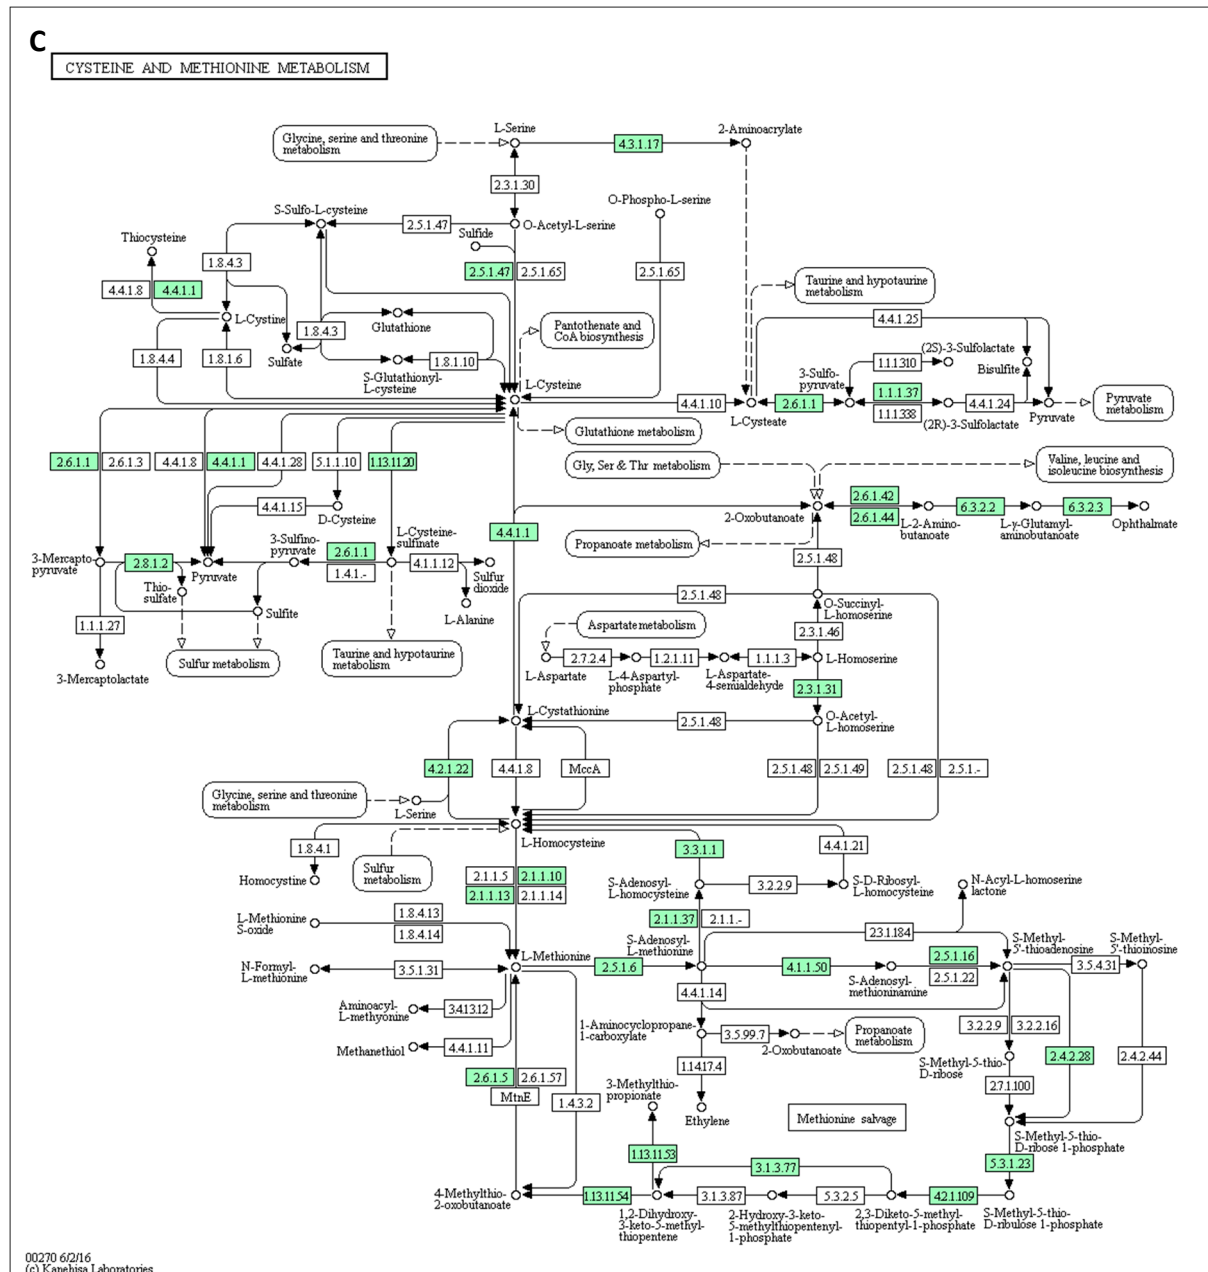 C
CYSTEINE AND METHIONINE METABOLISM
Glycine, serine and threonine
metabolism
L-Serine
4.3.1.17
2-Aminoacrylate
2.3.1.30
S-Sulfo-L-cysteine
2.5.1.47
O-Acetyl-L-serine
O-Phospho-L-serine
Thiocysteine
Sulfide
1.8.4.3
2.5.1.47
2.5.1.65
2.5.1.65
4.4.1.8
4.4.1.1
Taurine and hypotaurine
metabolism
L-Cystine
1.8.4.3
Glutathione
Pantothenate and
CoA biosynthesis
4.4.1.25
1.8.4.4
1.8.1.6
Sulfate
1.8.1.10
S-Glutathionyl-
L-cysteine
L-Cysteine
3-Sulfo-
pyruvate
1.1.1.310
(2S)-3-Sulfolactate
Bisulfite
4.4.1.10
L-Cysteate
2.6.1.1
1.1.1.37
1.1.1.338
(2R)-3-Sulfolactate
4.4.1.24
Pyruvate
Pyruvate
metabolism
Glutathione metabolism
2.6.1.1
2.6.1.3
4.4.1.8
4.4.1.1
4.4.1.28
5.1.1.10
1.13.11.20
Gly, Ser & Thr metabolism
Valine, leucine and
isoleucine biosynthesis
4.4.1.15
D-Cysteine
4.4.1.1
2-Oxobutanoate
2.6.1.42
2.6.1.44
L-2-Amino-
butanoate
6.3.2.2
L-γ-Glutamyl-
aminobutanoate
6.3.2.3
Ophthalmate
3-Mercapto
pyruvate
2.8.1.2
Pyruvate
3-Sulfino-
pyruvate
2.6.1.1
1.4.1.-
L-Cysteine-
sulfinate
4.1.1.12
Sulfur
dioxide
Propanoate metabolism
2.5.1.48
Thio-
sulfate
Sulfite
L-Alanine
2.5.1.48
O-Succinyl-
L-homoserine
1.1.1.27
Aspartate metabolism
2.3.1.46
3-Mercaptolactate
Sulfur metabolism
Taurine and hypotaurine
metabolism
L-Aspartate
2.7.2.4
L-4-Aspartyl-
phosphate
1.2.1.11
L-Aspartate-
4-semialdehyde
1.1.1.3
L-Homoserine
2.3.1.31
L-Cystathionine
2.5.1.48
O-Acetyl-
L-homoserine
4.2.1.22
4.4.1.8
MccA
2.5.1.48
2.5.1.49
2.5.1.48
2.5.1.-
Glycine, serine and threonine
metabolism
L-Serine
L-Homocysteine
1.8.4.1
Sulfur
metabolism
3.3.1.1
4.4.1.21
Homocystine
2.1.1.5
2.1.1.10
2.1.1.13
2.1.1.14
S-Adenosyl-
L-homocysteine
3.2.2.9
S-D-Ribosyl-
L-homocysteine
N-Acyl-L-homoserine
lactone
L-Methionine
S-oxide
1.8.4.13
1.8.4.14
2.1.1.37
2.1.1.-
2.3.1.184
L-Methionine
2.5.1.6
S-Adenosyl-
L-methionine
4.1.1.50
S-Adenosyl-
methioninamine
2.5.1.16
2.5.1.22
S-Methyl-
5'-thioadenosine
S-Methyl-
5'-thoinosine
3.5.4.31
N-Formyl-
L-methionine
3.5.1.31
Aminoacyl-
L-methyonine
3.4.13.12
4.4.1.14
Methanethiol
4.4.1.11
1-Aminocyclopropane-
1-carboxylate
3.5.99.7
2-Oxobutanoate
Propanoate
metabolism
3.2.2.9
3.2.2.16
2.4.2.28
2.4.2.44
S-Methyl-5-thio-
D-ribose
2.6.1.5
2.6.1.57
MtnE
1.4.3.2
1.14.17.4
2.7.1.100
3-Methylthio-
propionate
Ethylene
Methionine salvage
S-Methyl-5-thio-
D-ribose 1-phosphate
1.13.11.53
3.1.3.77
5.3.1.23
4-Methylthio-
2-oxobutanoate
1.13.11.54
1,2-Dihydroxy-
3-keto-5-methyl-
thiopentene
3.1.3.87
2-Hydroxy-3-keto-
5-methylthiopentenyl-
1-phosphate
5.3.2.5
2,3-Diketo-5-methyl-
thiopentyl-1-phosphate
4.2.1.109
S-Methyl-5-thio-
D-ribulose 1-phosphate
00270 6/2/16
(c) Kanehisa Laboratories